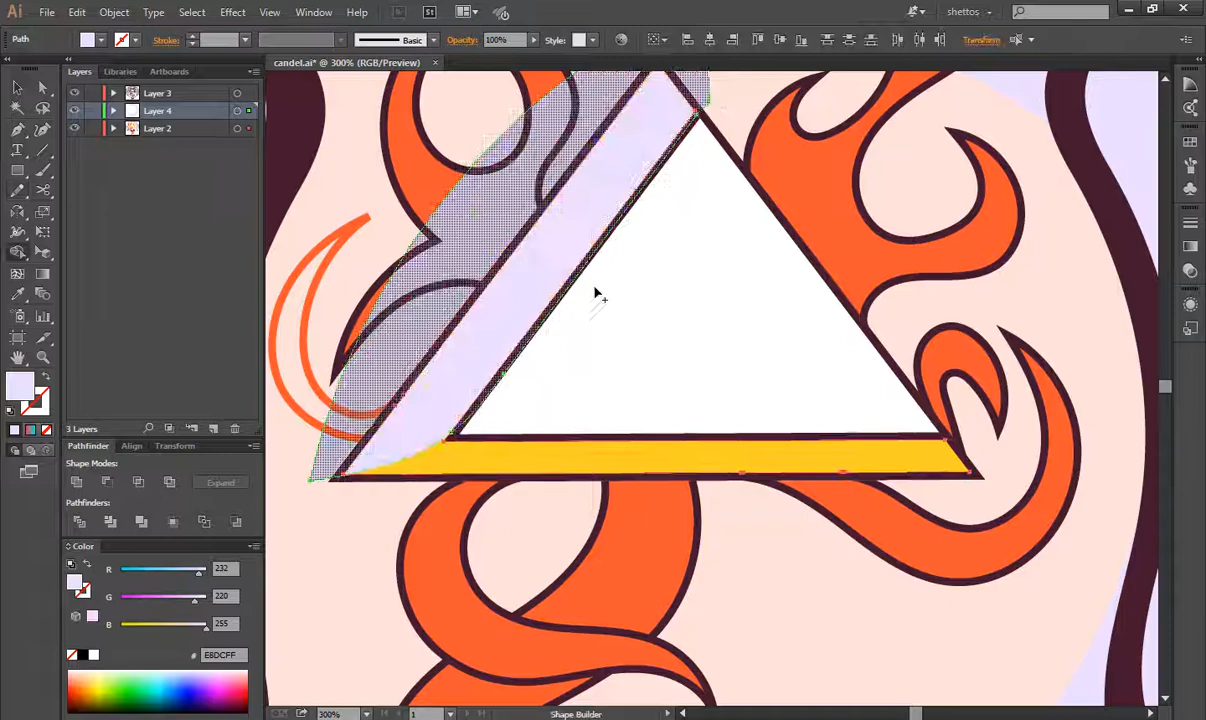 Ai File Edit Object Type Select Effect View Window Help Br St shettos
Path Stroke: Basic Opacity: 100% Style: Transform
candel.ai* @ 300% (RGB/Preview) ×
Layers Libraries Artboards
Layer 3
Layer 4
Layer 2
3 Layers
Pathfinder Align Transform
Shape Modes:
Expand
Pathfinders:
Color
R 232
G 220
B 255
# E8DCFF
300% 1 Shape Builder